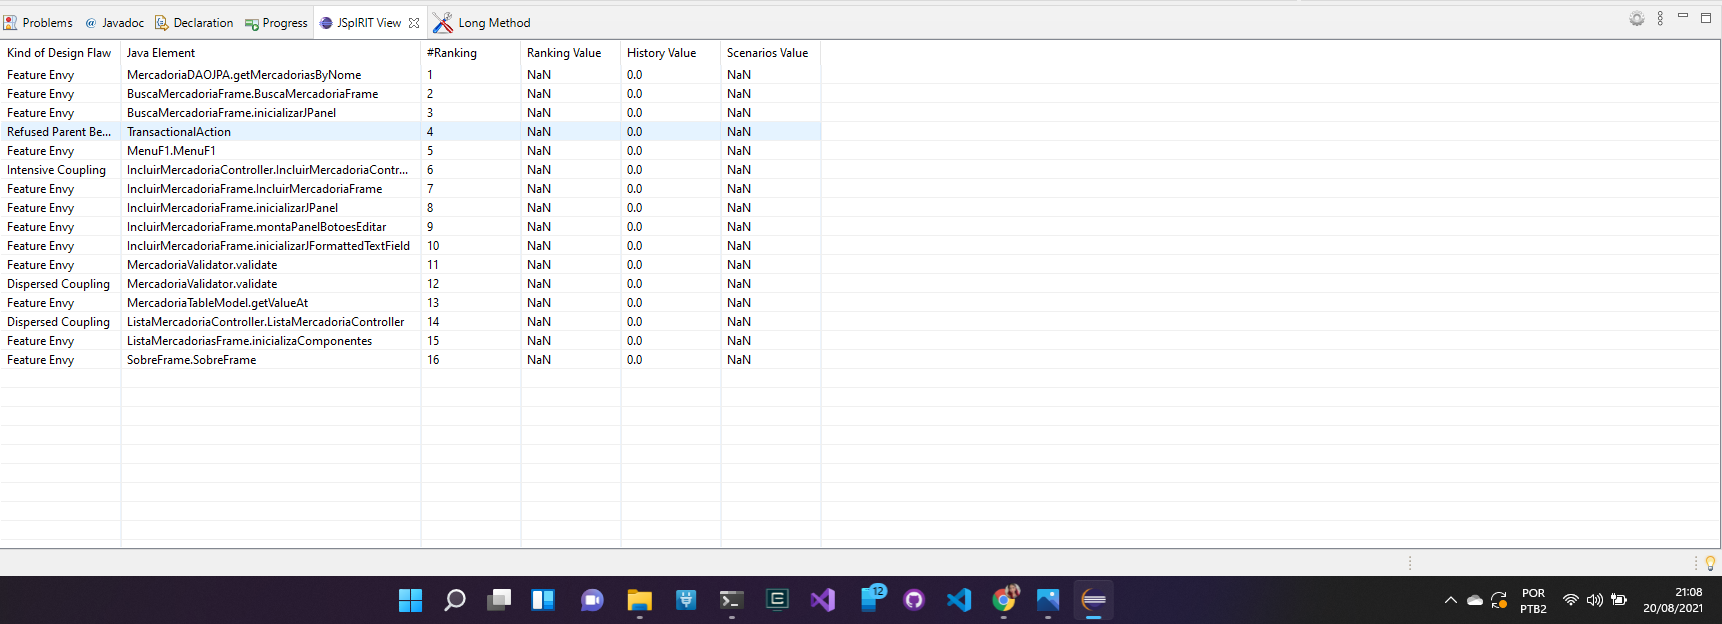 Problems @ Javadoc Declaration Progress JSpIRIT View Long Method
Kind of Design Flaw Java Element #Ranking Ranking Value History Value Scenarios Value
Feature Envy MercadoriaDAOJPA.getMercadoriasByNome 1 NaN 0.0 NaN
Feature Envy BuscaMercadoriaFrame.BuscaMercadoriaFrame 2 NaN 0.0 NaN
Feature Envy BuscaMercadoriaFrame.inicializarJPanel 3 NaN 0.0 NaN
Refused Parent Be... TransactionalAction 4 NaN 0.0 NaN
Feature Envy MenuF1.MenuF1 5 NaN 0.0 NaN
Intensive Coupling IncluirMercadoriaController.IncluirMercadoriaContr... 6 NaN 0.0 NaN
Feature Envy IncluirMercadoriaFrame.IncluirMercadoriaFrame 7 NaN 0.0 NaN
Feature Envy IncluirMercadoriaFrame.inicializarJPanel 8 NaN 0.0 NaN
Feature Envy IncluirMercadoriaFrame.montaPanelBotoesEditar 9 NaN 0.0 NaN
Feature Envy IncluirMercadoriaFrame.inicializarJFormattedTextField 10 NaN 0.0 NaN
Feature Envy MercadoriaValidator.validate 11 NaN 0.0 NaN
Dispersed Coupling MercadoriaValidator.validate 12 NaN 0.0 NaN
Feature Envy MercadoriaTableModel.getValueAt 13 NaN 0.0 NaN
Dispersed Coupling ListaMercadoriaController.ListaMercadoriaController 14 NaN 0.0 NaN
Feature Envy ListaMercadoriasFrame.inicializaComponentes 15 NaN 0.0 NaN
Feature Envy SobreFrame.SobreFrame 16 NaN 0.0 NaN
12
POR
PTB2
21:08
20/08/2021